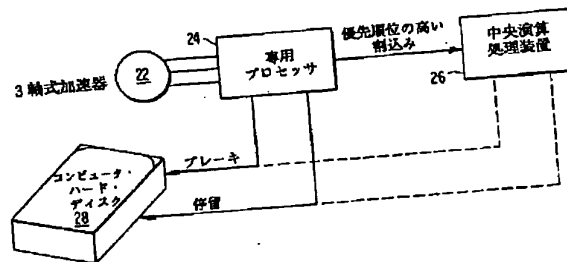 24
専用
プロセッサ
優先順位の高い
割込み
中央演算
処理装置
26
3軸式加速器
22
ブレーキ
停留
コンピュータ・
ハード・
ディスク
28